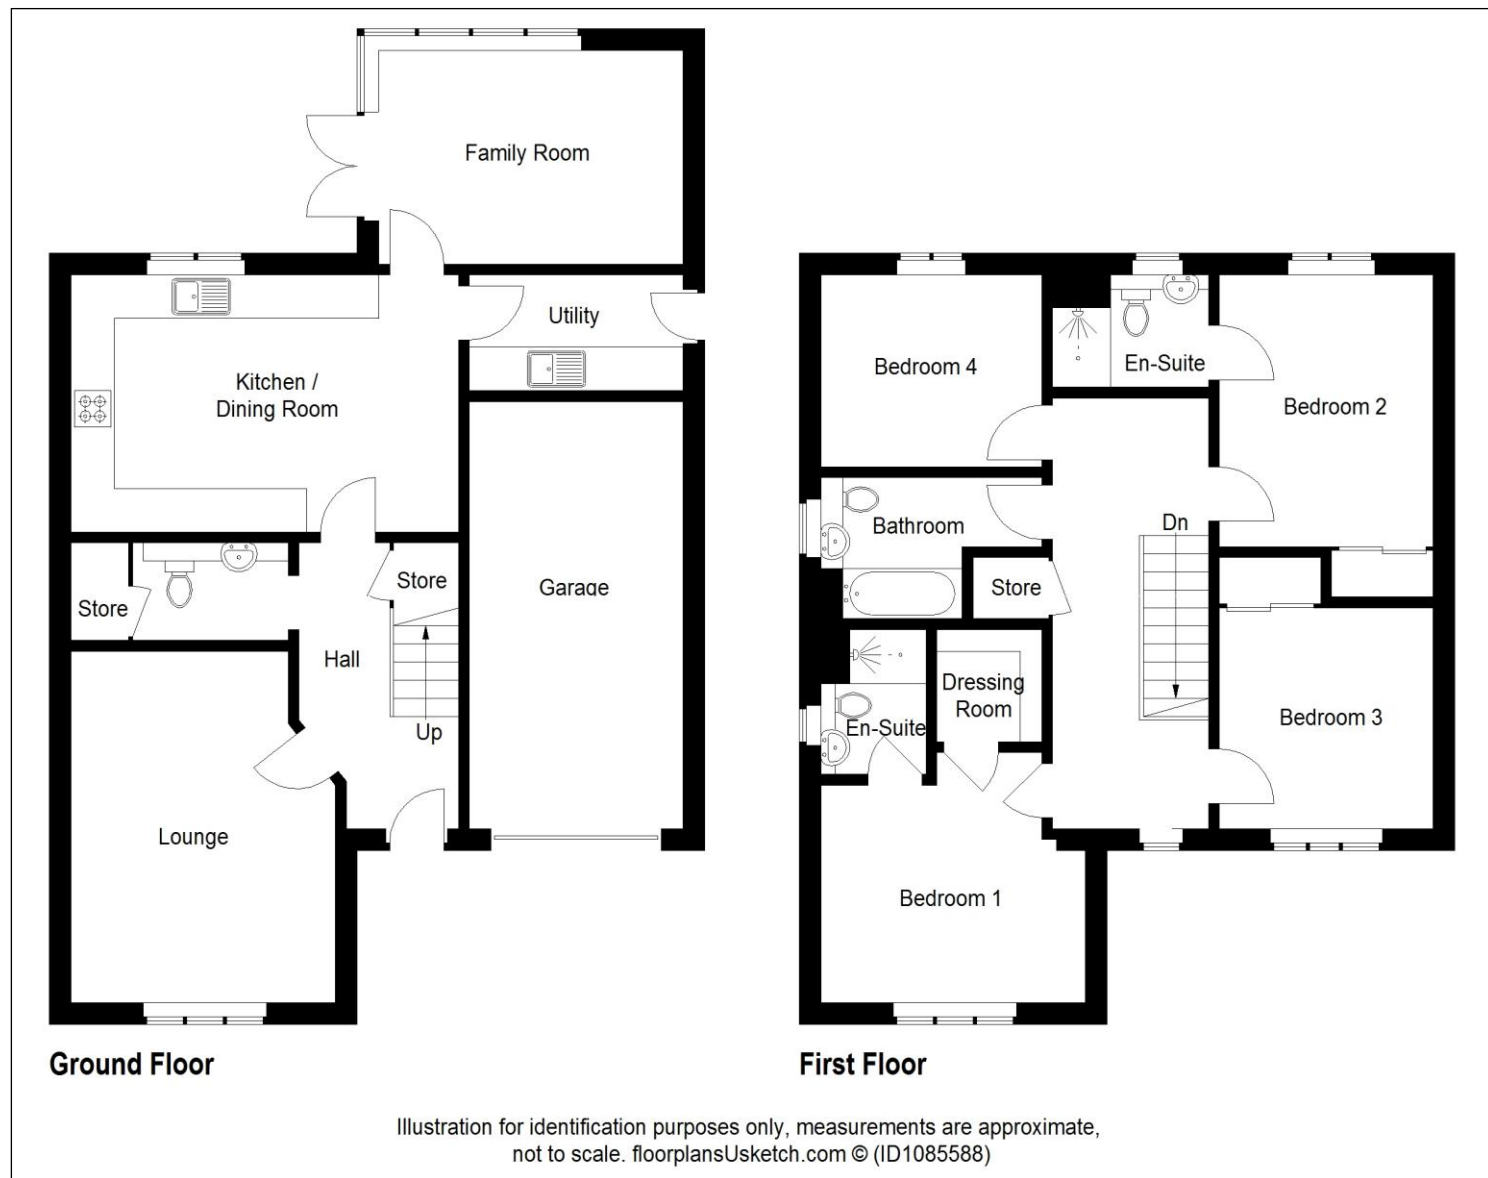 Family Room
Utility
Kitchen /
Dining Room
Store
Store
Garage
Hall
Up
Lounge
Ground Floor
Bedroom 4
En-Suite
Bedroom 2
Bathroom
Dn
Store
Dressing
Room
En-Suite
Bedroom 3
Bedroom 1
First Floor
Illustration for identification purposes only, measurements are approximate,
not to scale. floorplansUsketch.com © (ID1085588)